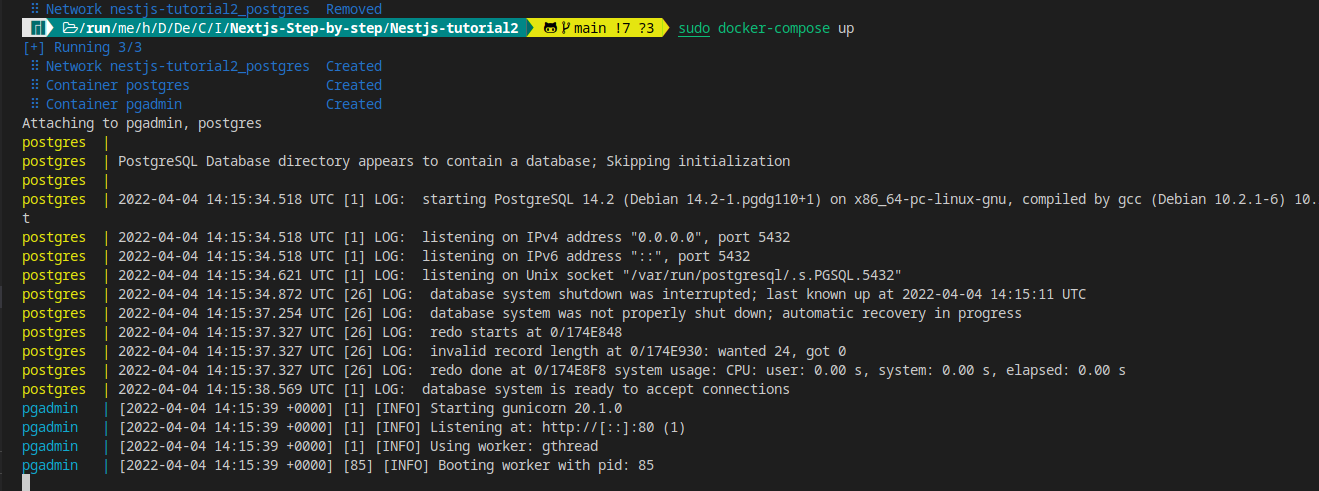 ⠿ Network nestjs-tutorial2_postgres  Removed
/run/me/h/D/De/C/I/Nextjs-Step-by-step/Nestjs-tutorial2  main !7 ?3  sudo docker-compose up
[+] Running 3/3
⠿ Network nestjs-tutorial2_postgres  Created
⠿ Container postgres                 Created
⠿ Container pgadmin                  Created
Attaching to pgadmin, postgres
postgres  |
postgres  | PostgreSQL Database directory appears to contain a database; Skipping initialization
postgres  |
postgres  | 2022-04-04 14:15:34.518 UTC [1] LOG:  starting PostgreSQL 14.2 (Debian 14.2-1.pgdg110+1) on x86_64-pc-linux-gnu, compiled by gcc (Debian 10.2.1-6) 10.
t
postgres  | 2022-04-04 14:15:34.518 UTC [1] LOG:  listening on IPv4 address "0.0.0.0", port 5432
postgres  | 2022-04-04 14:15:34.518 UTC [1] LOG:  listening on IPv6 address "::", port 5432
postgres  | 2022-04-04 14:15:34.621 UTC [1] LOG:  listening on Unix socket "/var/run/postgresql/.s.PGSQL.5432"
postgres  | 2022-04-04 14:15:34.872 UTC [26] LOG:  database system shutdown was interrupted; last known up at 2022-04-04 14:15:11 UTC
postgres  | 2022-04-04 14:15:37.254 UTC [26] LOG:  database system was not properly shut down; automatic recovery in progress
postgres  | 2022-04-04 14:15:37.327 UTC [26] LOG:  redo starts at 0/174E848
postgres  | 2022-04-04 14:15:37.327 UTC [26] LOG:  invalid record length at 0/174E930: wanted 24, got 0
postgres  | 2022-04-04 14:15:37.327 UTC [26] LOG:  redo done at 0/174E8F8 system usage: CPU: user: 0.00 s, system: 0.00 s, elapsed: 0.00 s
postgres  | 2022-04-04 14:15:38.569 UTC [1] LOG:  database system is ready to accept connections
pgadmin   | [2022-04-04 14:15:39 +0000] [1] [INFO] Starting gunicorn 20.1.0
pgadmin   | [2022-04-04 14:15:39 +0000] [1] [INFO] Listening at: http://[::]:80 (1)
pgadmin   | [2022-04-04 14:15:39 +0000] [1] [INFO] Using worker: gthread
pgadmin   | [2022-04-04 14:15:39 +0000] [85] [INFO] Booting worker with pid: 85